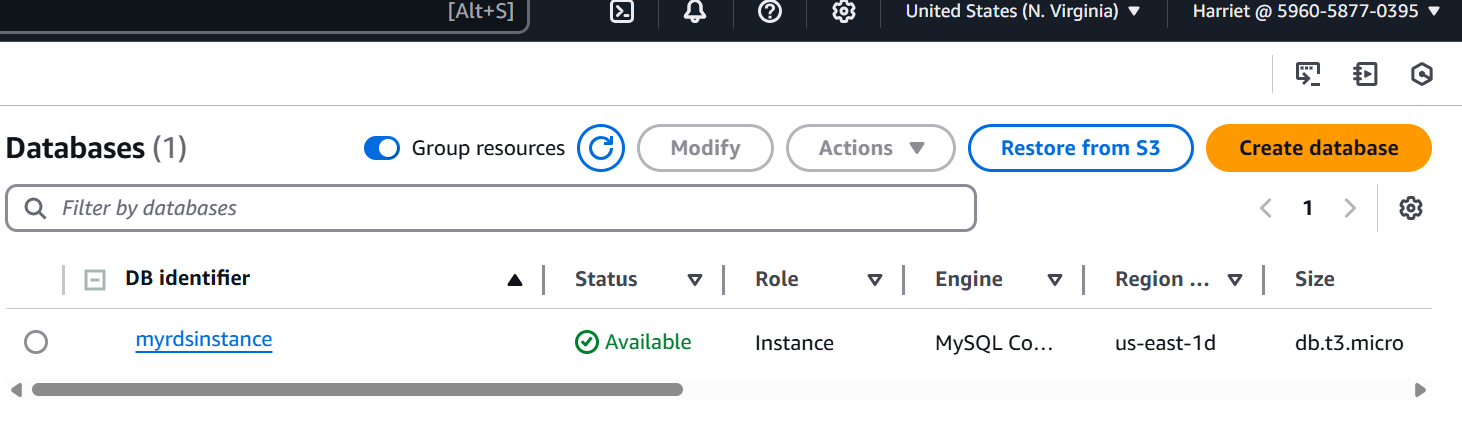 [Alt+S] United States (N. Virginia) Harriet @ 5960-5877-0395
Databases (1) Group resources Modify Actions Restore from S3 Create database
Filter by databases 1
DB identifier Status Role Engine Region ... Size
myrdsinstance Available Instance MySQL Co... us-east-1d db.t3.micro